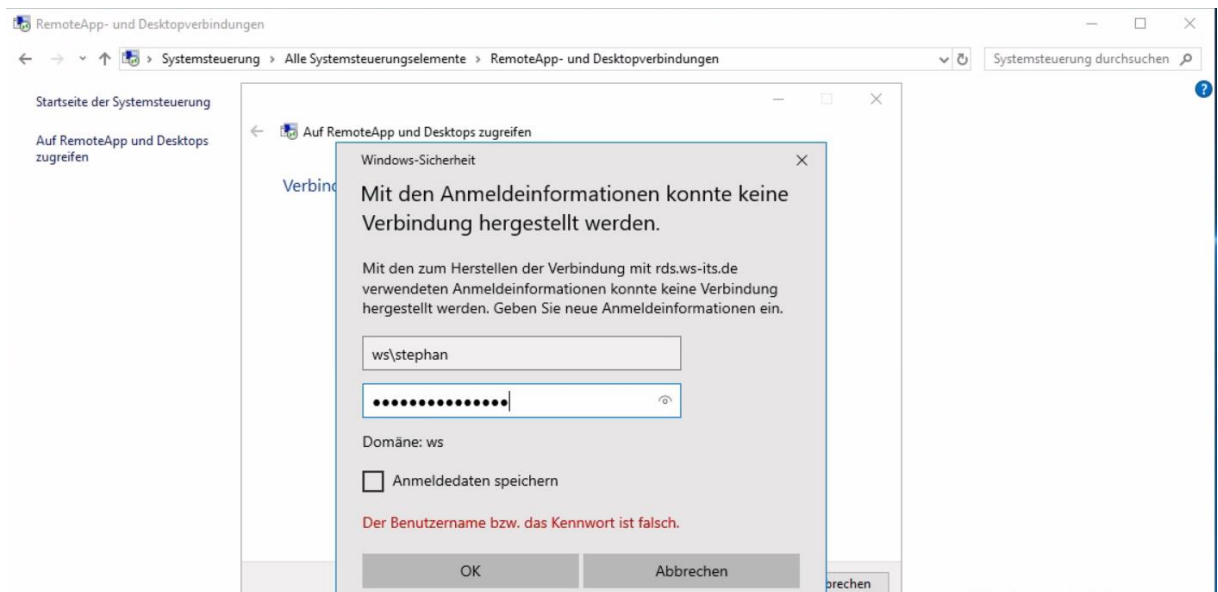 RemoteApp- und Desktopverbindungen
Systemsteuerung > Alle Systemsteuerungselemente > RemoteApp- und Desktopverbindungen
Systemsteuerung durchsuchen
Startseite der Systemsteuerung
Auf RemoteApp und Desktops
zugreifen
Auf RemoteApp und Desktops zugreifen
Windows-Sicherheit
Mit den Anmeldeinformationen konnte keine
Verbindung hergestellt werden.
Mit den zum Herstellen der Verbindung mit rds.ws-its.de
verwendeten Anmeldeinformationen konnte keine Verbindung
hergestellt werden. Geben Sie neue Anmeldeinformationen ein.
ws\stephan
Domäne: ws
Anmeldedaten speichern
Der Benutzername bzw. das Kennwort ist falsch.
OK
Abbrechen